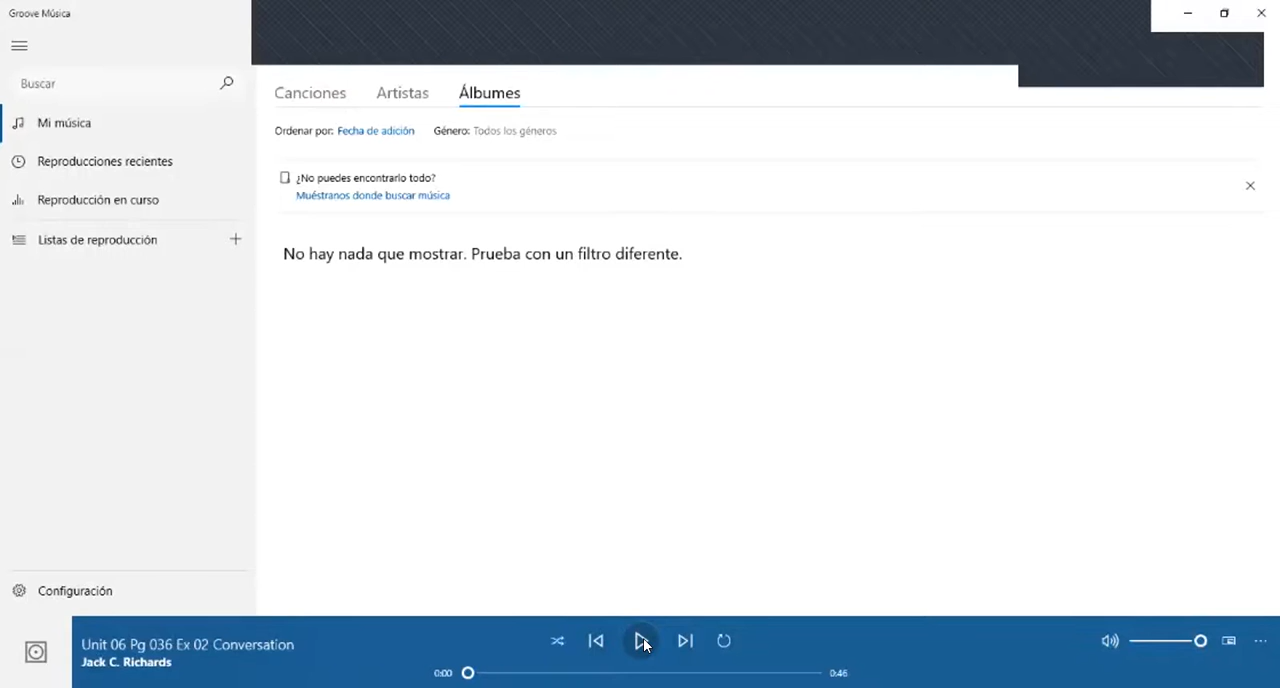 Groove Música
Buscar
Mi música
Reproducciones recientes
Reproducción en curso
Listas de reproducción
Configuración
Canciones Artistas Álbumes
Ordenar por: Fecha de adición Género: Todos los géneros
¿No puedes encontrarlo todo?
Muéstranos donde buscar música
No hay nada que mostrar. Prueba con un filtro diferente.
Unit 06 Pg 036 Ex 02 Conversation
Jack C. Richards
0:00 0:46